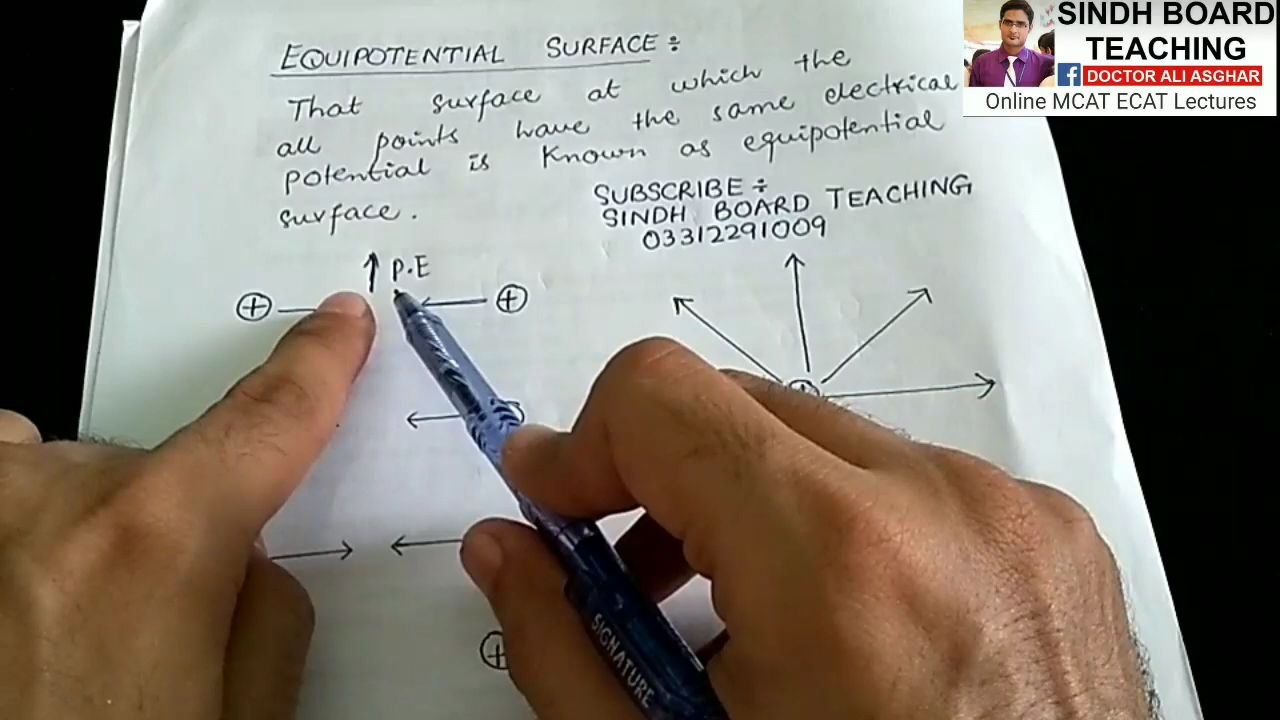 SINDH BOARD
TEACHING
f DOCTOR ALI ASGHAR
Online MCAT ECAT Lectures
EQUIPOTENTIAL SURFACE ÷
That surface at which the
all points have the same electrical
potential is known as equipotential
surface.
SUBSCRIBE ÷
SINDH BOARD TEACHING
03312291009
↑ P.E
SIGNATURE